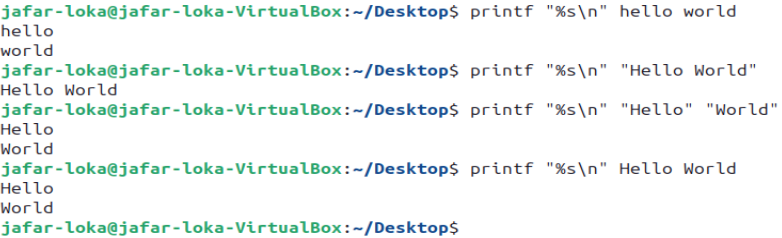 jafar-loka@jafar-loka-VirtualBox:~/Desktop$ printf "%s\n" hello world
hello
world
jafar-loka@jafar-loka-VirtualBox:~/Desktop$ printf "%s\n" "Hello World"
Hello World
jafar-loka@jafar-loka-VirtualBox:~/Desktop$ printf "%s\n" "Hello" "World"
Hello
World
jafar-loka@jafar-loka-VirtualBox:~/Desktop$ printf "%s\n" Hello World
Hello
World
jafar-loka@jafar-loka-VirtualBox:~/Desktop$